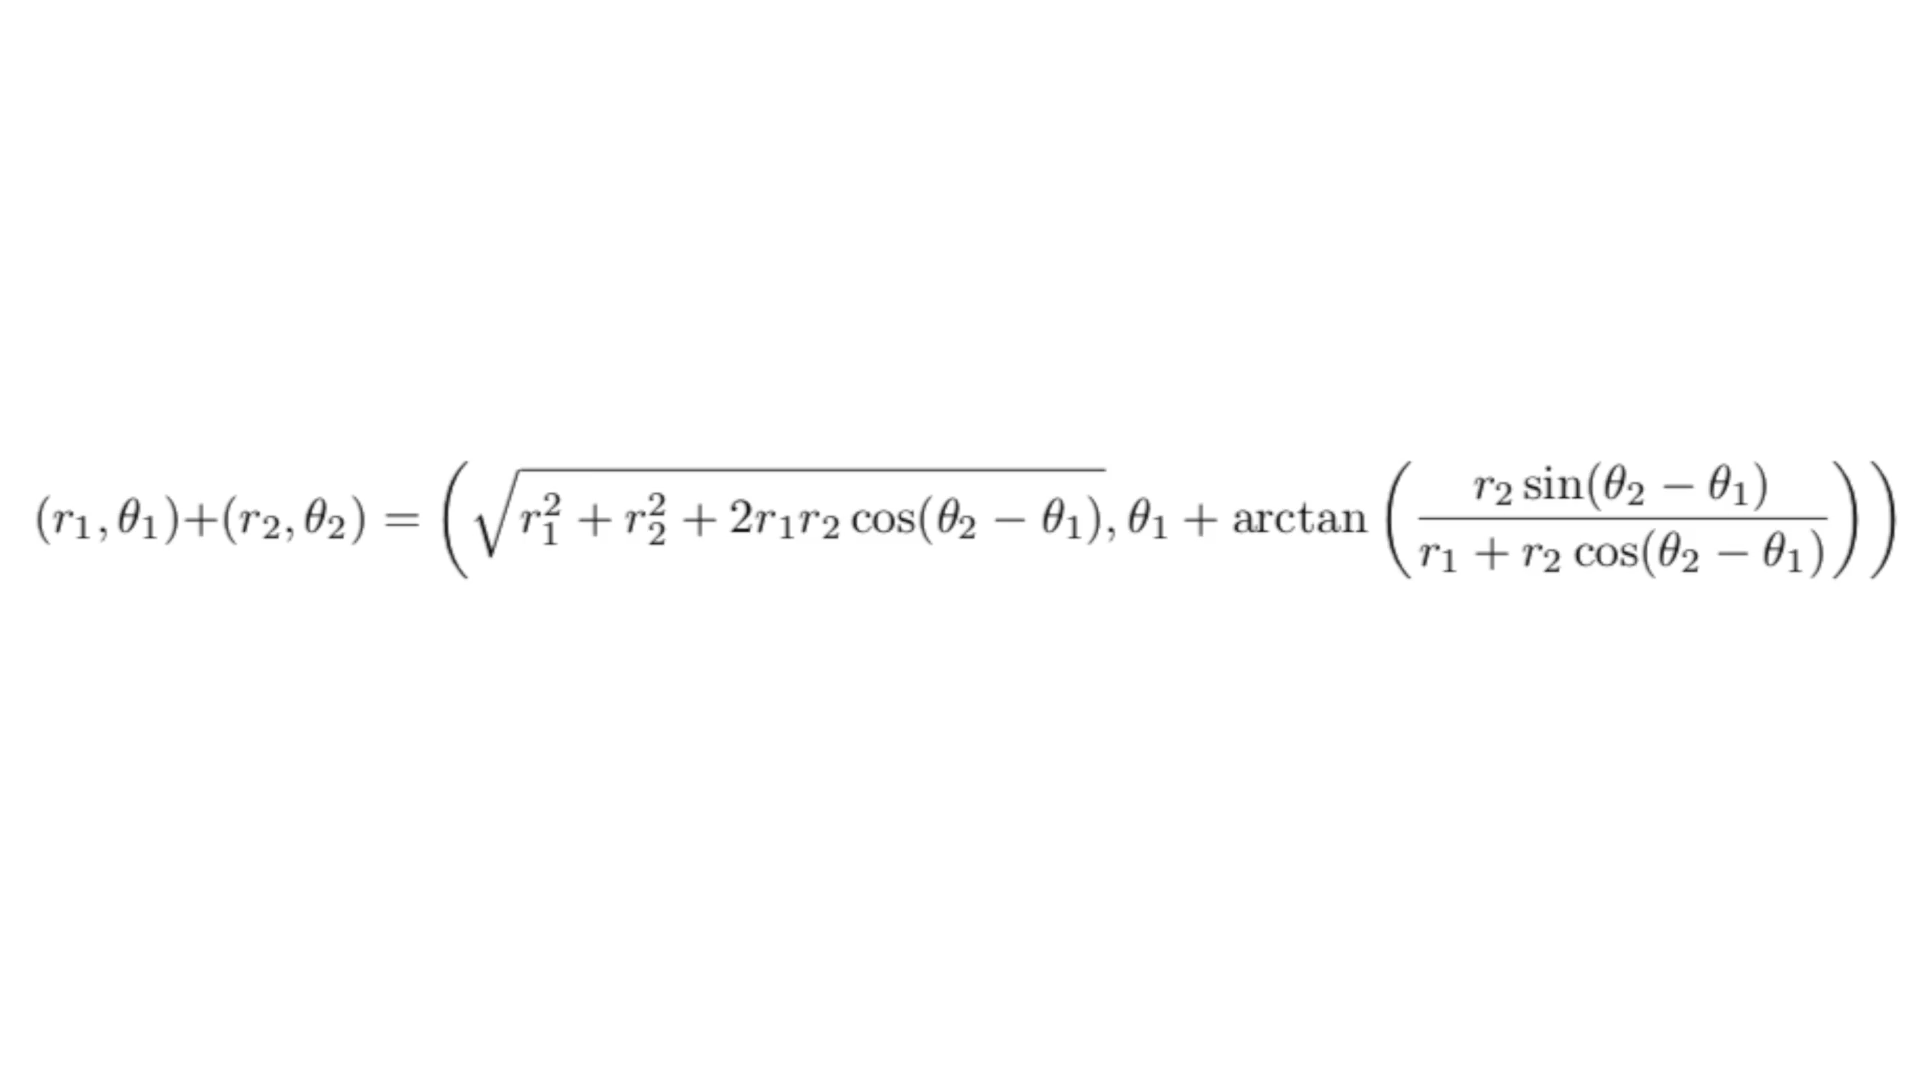 (r₁, θ₁)+(r₂, θ₂) = (√(r₁² + r₂² + 2r₁r₂ cos(θ₂ − θ₁)), θ₁ + arctan (r₂ sin(θ₂ − θ₁) / (r₁ + r₂ cos(θ₂ − θ₁))))